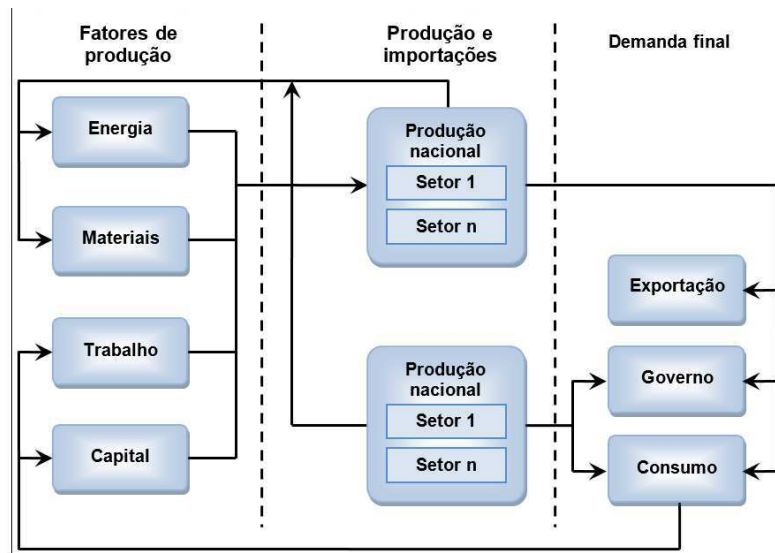 Fatores de
produção
Produção e
importações
Demanda final
Energia
Materiais
Trabalho
Capital
Produção
nacional
Setor 1
Setor n
Produção
nacional
Setor 1
Setor n
Exportação
Governo
Consumo